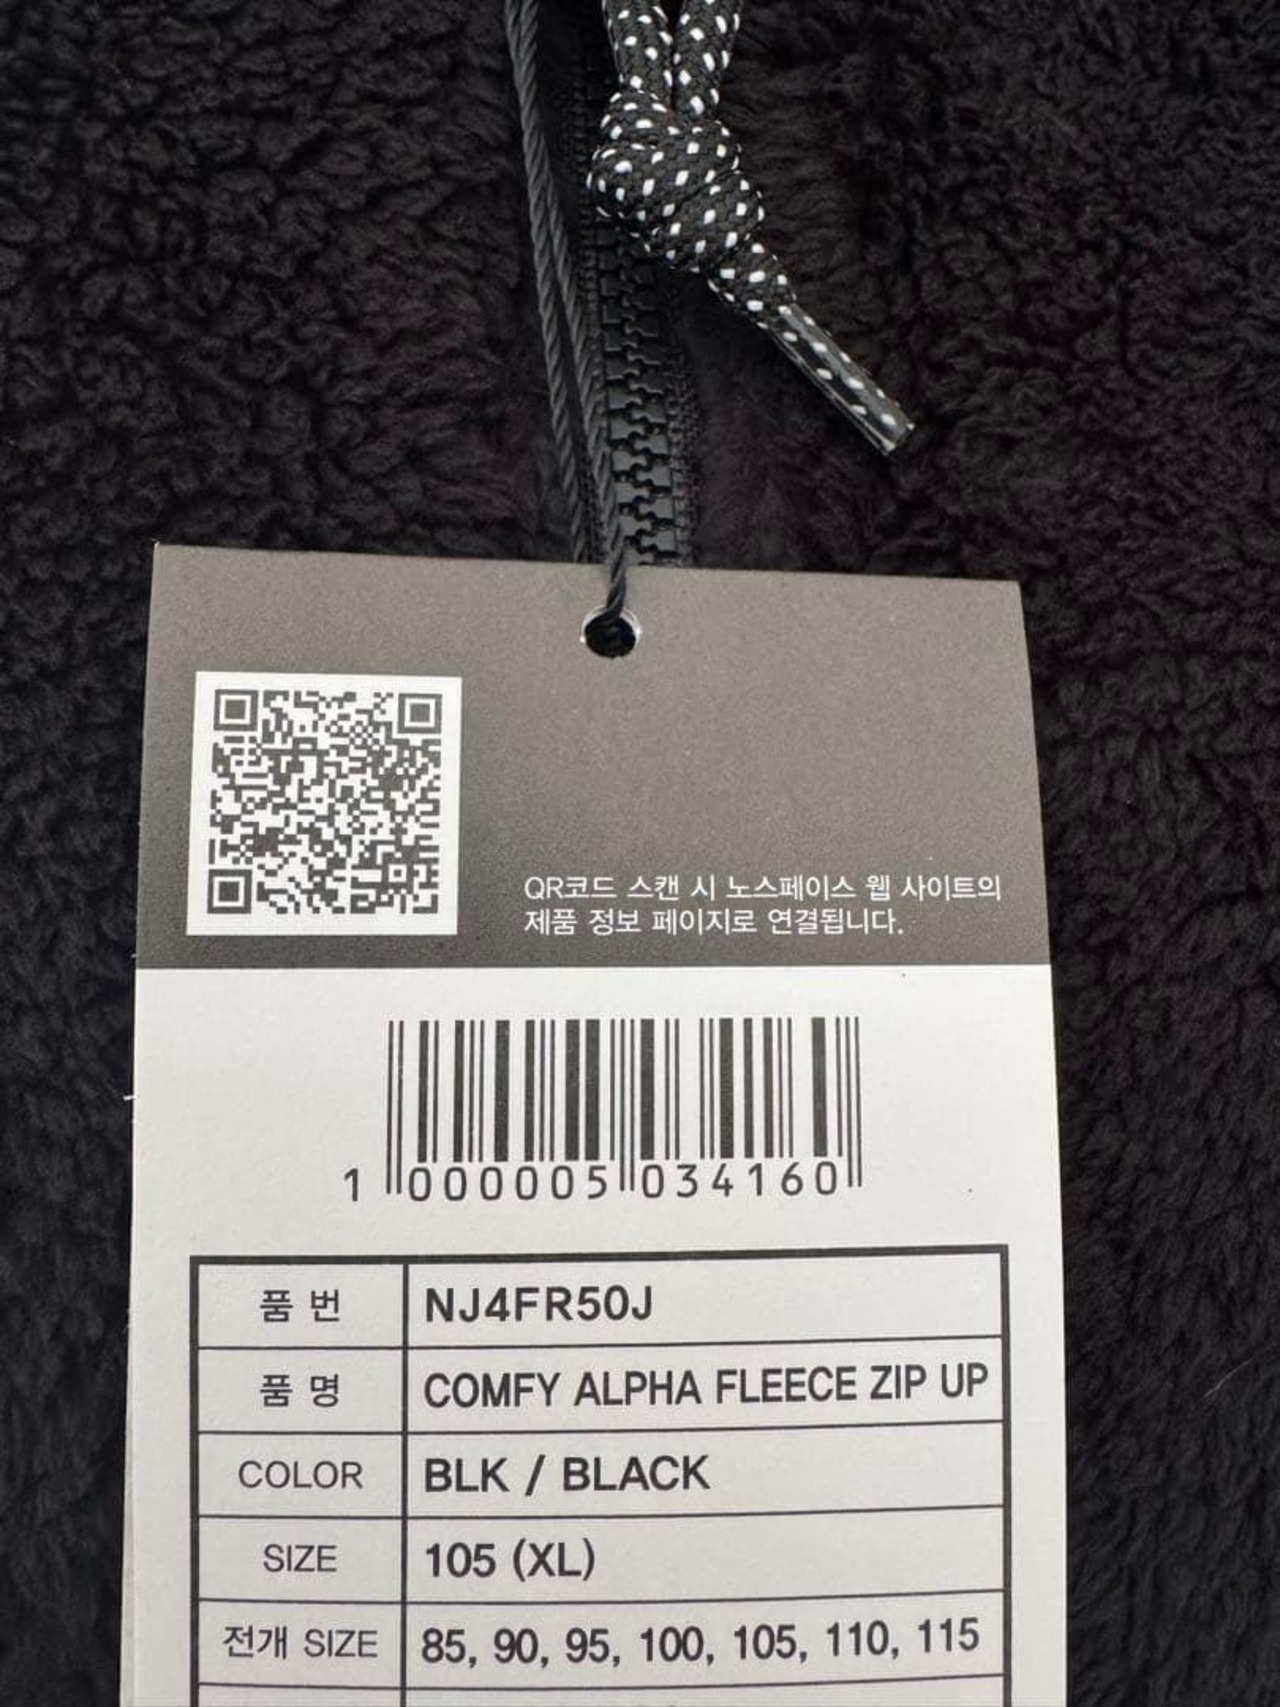 QR코드 스캔 시 노스페이스 웹 사이트의
제품 정보 페이지로 연결됩니다.
1 000005 034160
품 번 NJ4FR50J
품 명 COMFY ALPHA FLEECE ZIP UP
COLOR BLK / BLACK
SIZE 105 (XL)
전개 SIZE 85, 90, 95, 100, 105, 110, 115